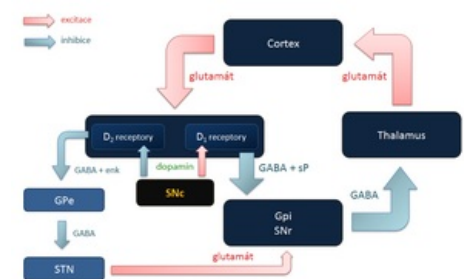 excitace
inhibice
Cortex
glutamát
glutamát
D₂ receptory
D₁ receptory
Thalamus
GABA + enk
dopamin
GABA + sP
GABA
SNc
GPe
Gpi
SNr
GABA
STN
glutamát